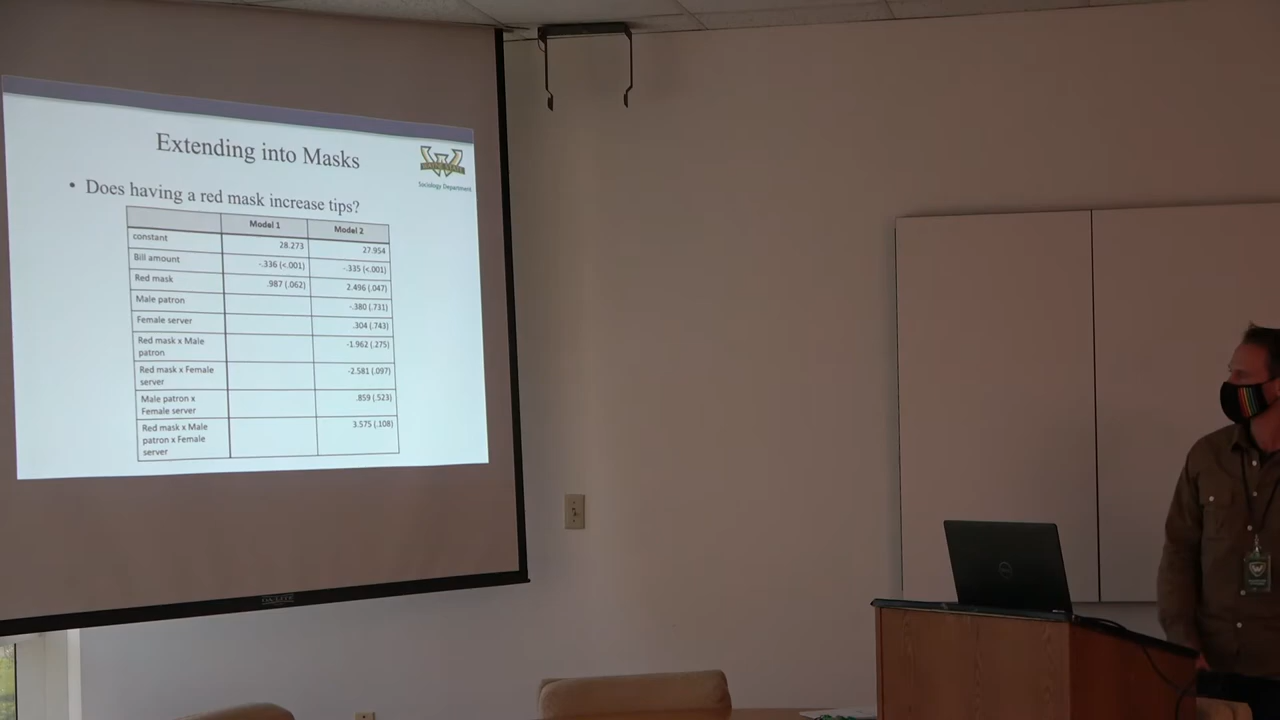 Extending into Masks
Sociology Department
• Does having a red mask increase tips?
Model 1 Model 2
constant 28.273 27.954
Bill amount -.336 (<.001) -.335 (<.001)
Red mask .987 (.062) 2.496 (.047)
Male patron -.380 (.731)
Female server .304 (.743)
Red mask x Male
patron -1.962 (.275)
Red mask x Female
server -2.581 (.097)
Male patron x
Female server .859 (.523)
Red mask x Male
patron x Female
server 3.575 (.108)
DA-LITE
DELL